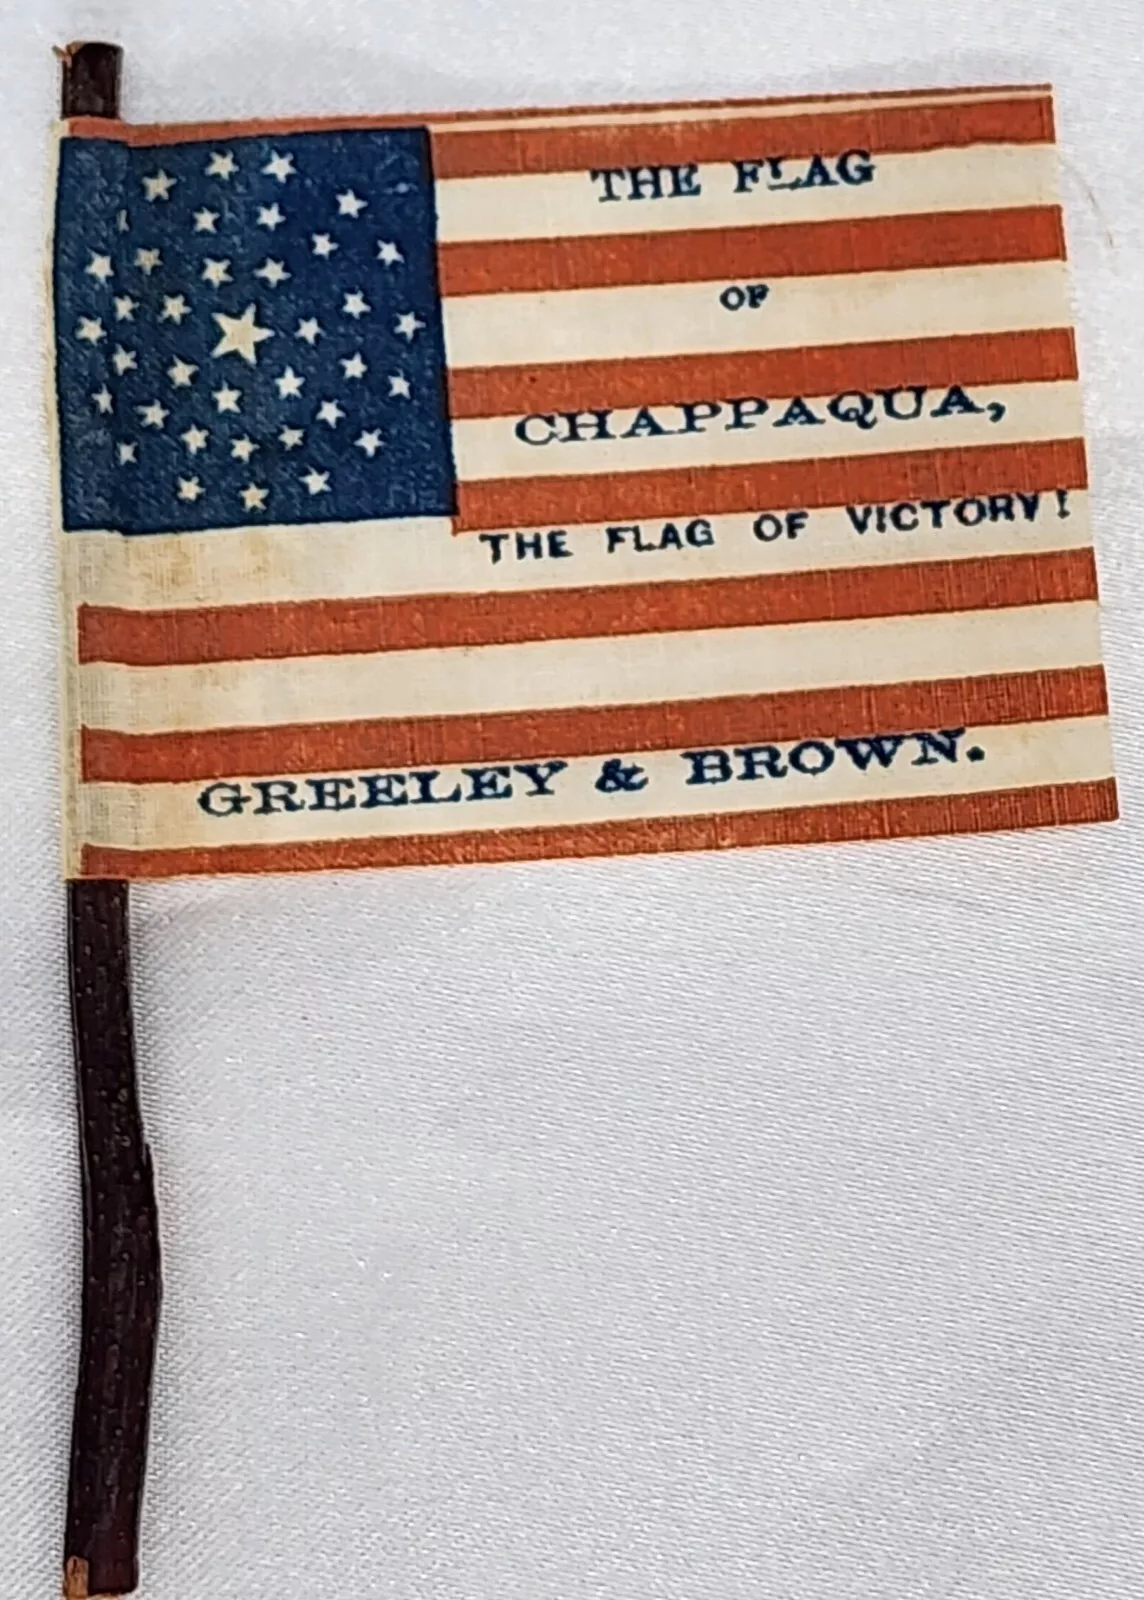 THE FLAG
OF
CHAPPAQUA,
THE FLAG OF VICTORY!
GREELEY & BROWN.